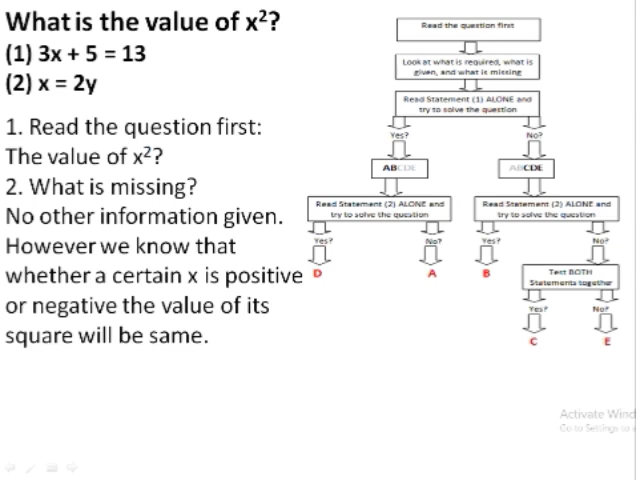 What is the value of x²?
(1) 3x + 5 = 13
(2) x = 2y
1. Read the question first:
The value of x²?
2. What is missing?
No other information given.
However we know that
whether a certain x is positive
or negative the value of its
square will be same.
Read the question first
Look at what is required, what is
given, and what is missing
Read Statement (1) ALONE and
try to solve the question
Yes?
No?
ABCDE
ABCDE
Read Statement (2) ALONE and
try to solve the question
Read Statement (2) ALONE and
try to solve the question
Yes?
No?
Yes?
No?
D
A
B
Test BOTH
Statements together
Yes?
No?
C
E
Activate Wind
Go to Settings to